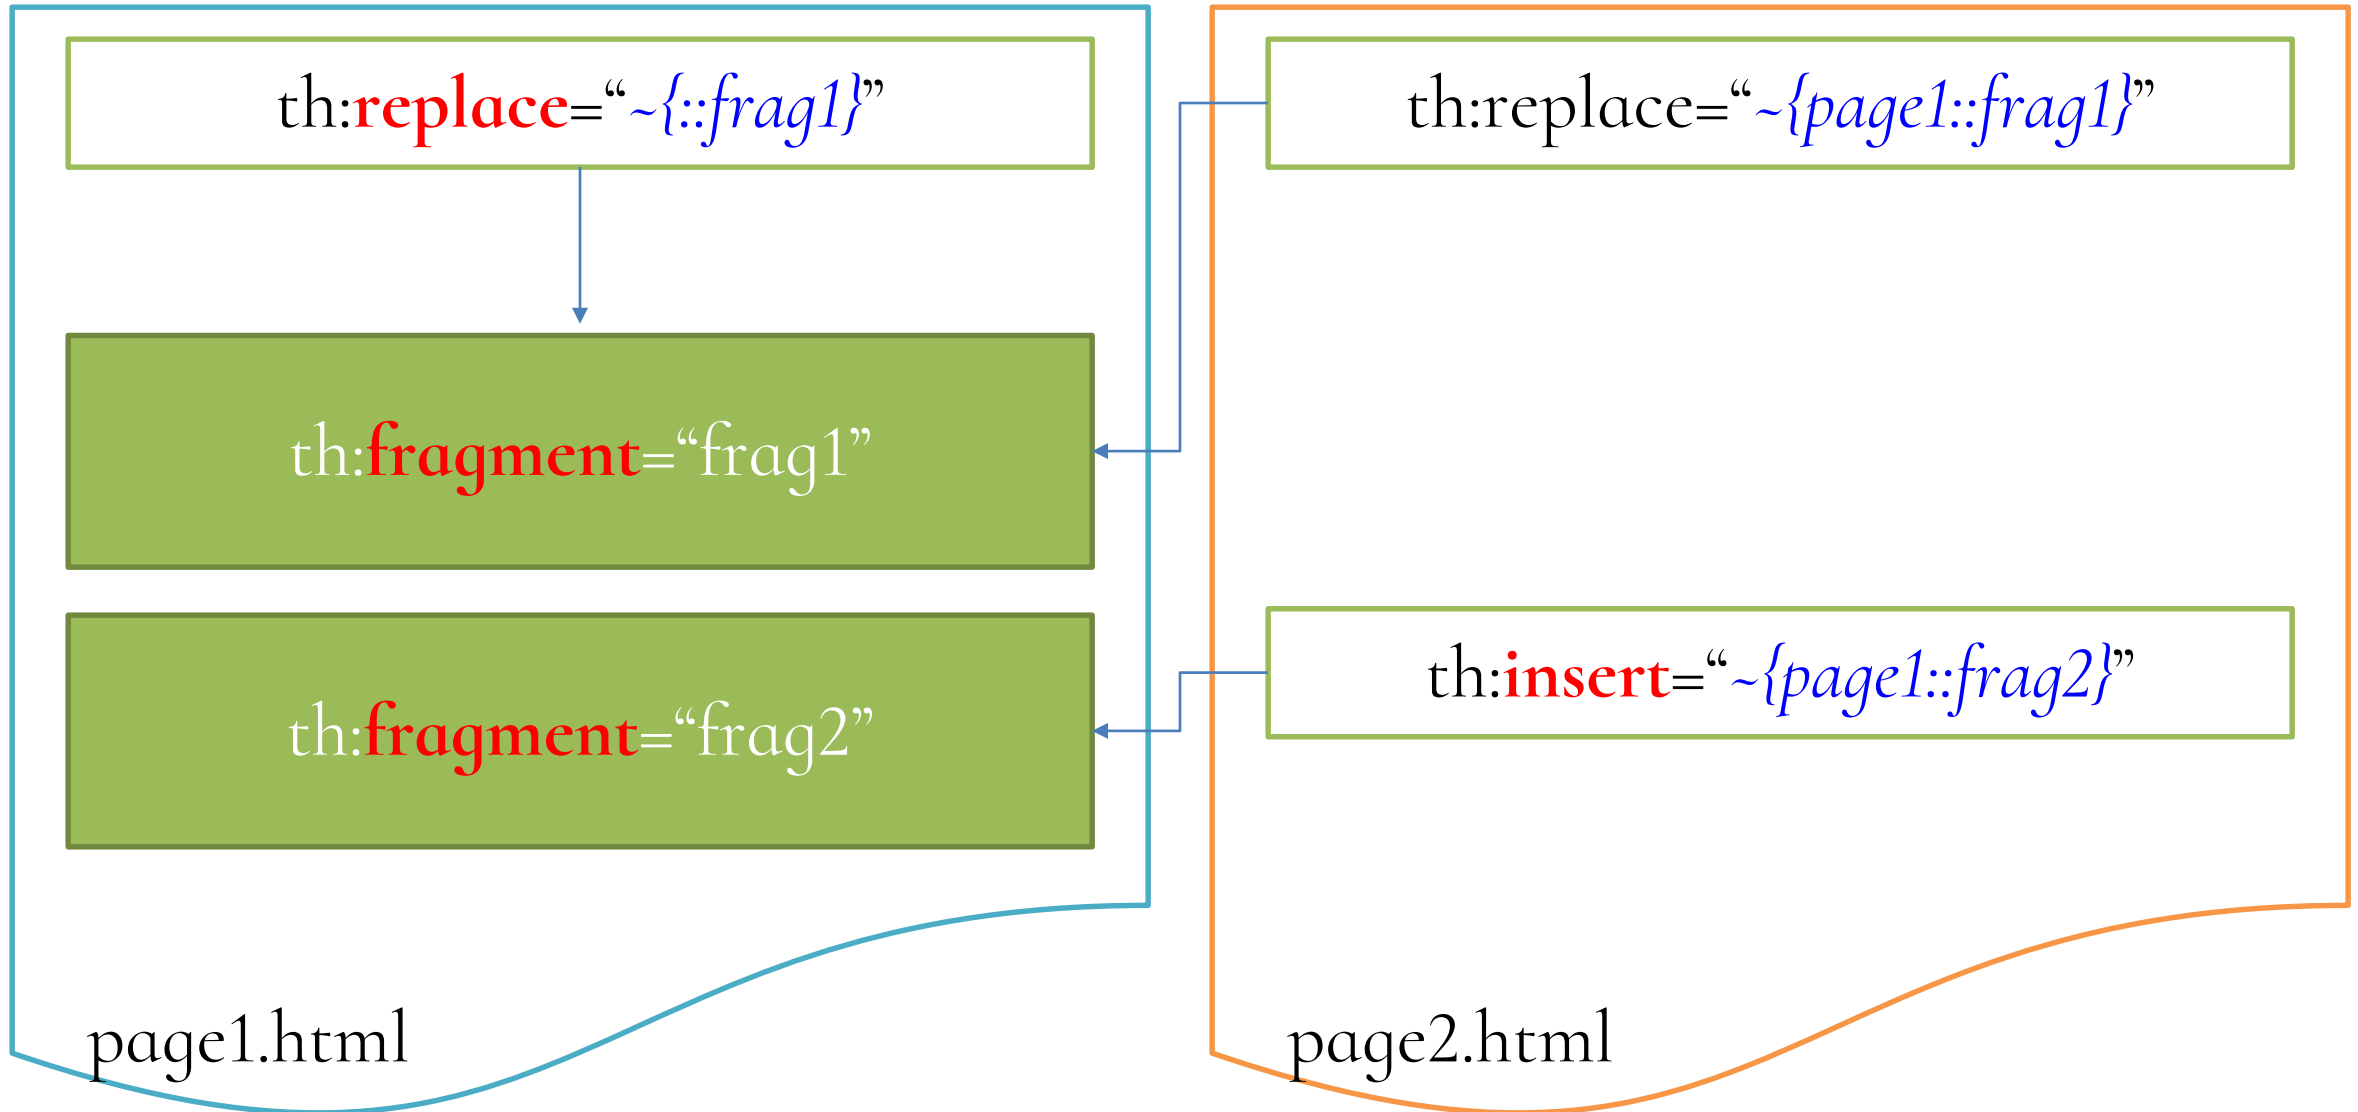 th:replace=“~{::frag1}”
th:fragment=“frag1”
th:fragment=“frag2”
page1.html
th:replace=“~{page1::frag1}”
th:insert=“~{page1::frag2}”
page2.html